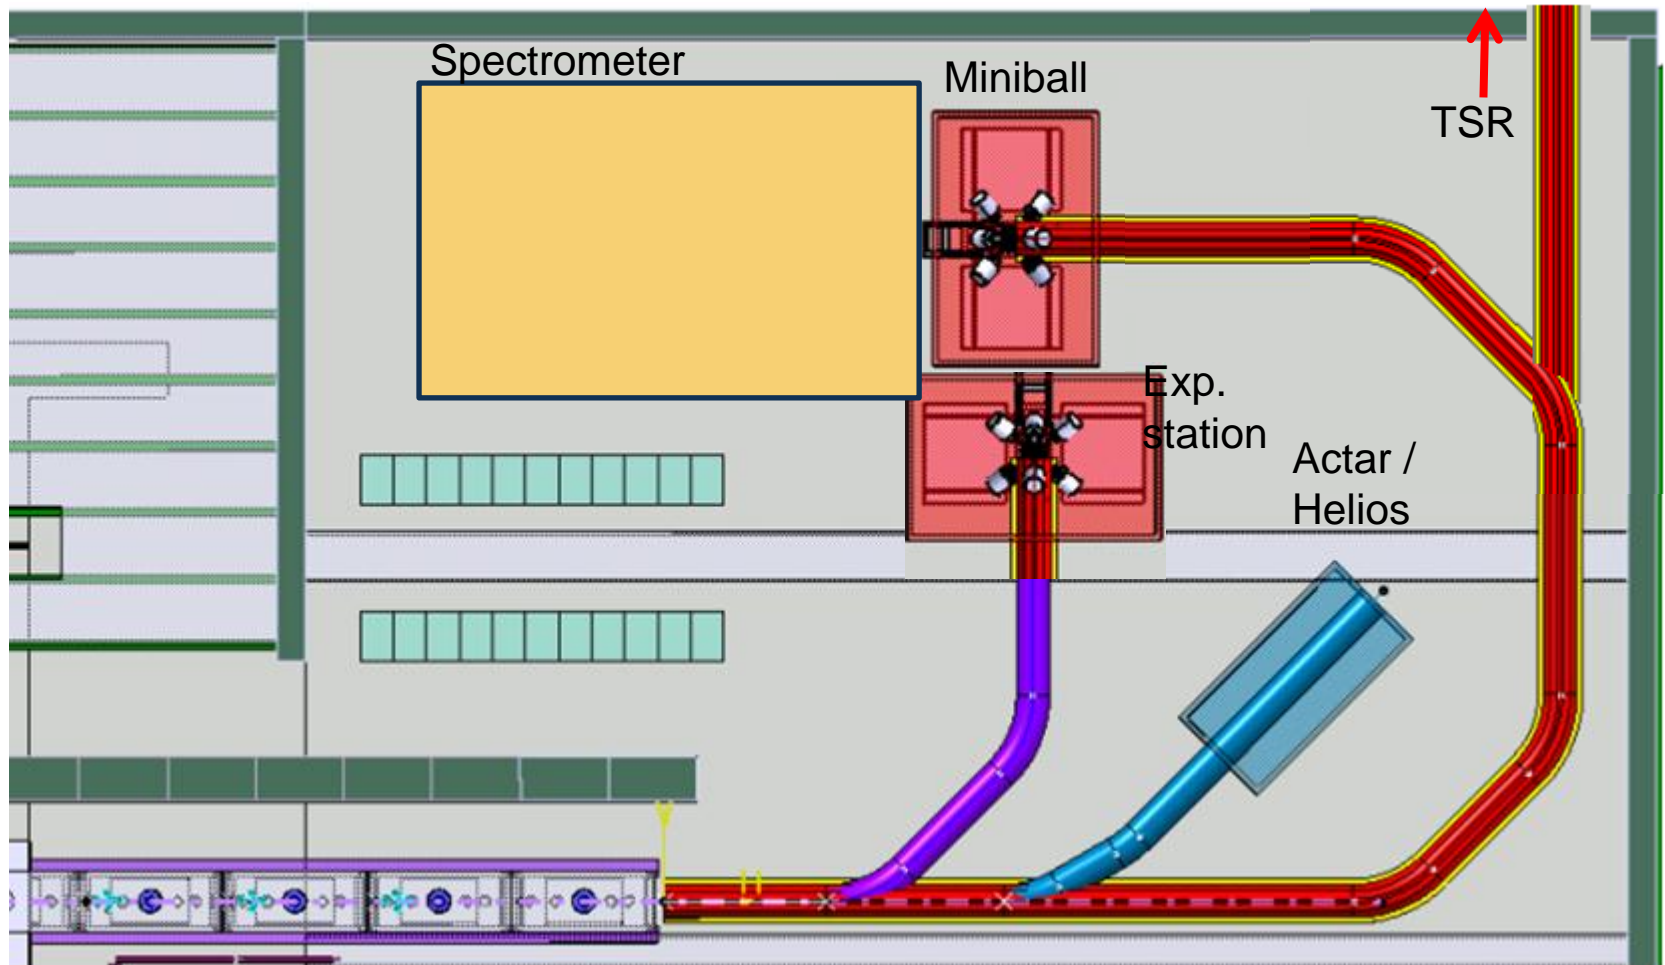 Spectrometer
Miniball
TSR
Exp.
station
Actar /
Helios